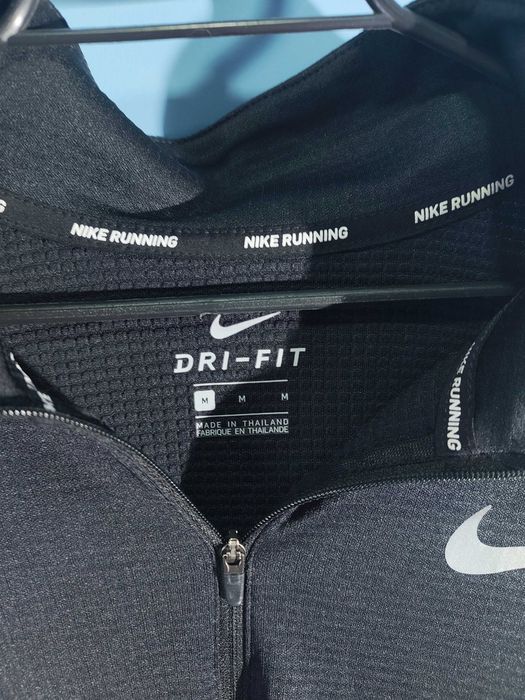 NIKE RUNNING
NIKE RUNNING
NIKE RUNNING
DRI-FIT
M M M
MADE IN THAILAND
FABRIQUE EN THAILANDE
NIKE RUNNING